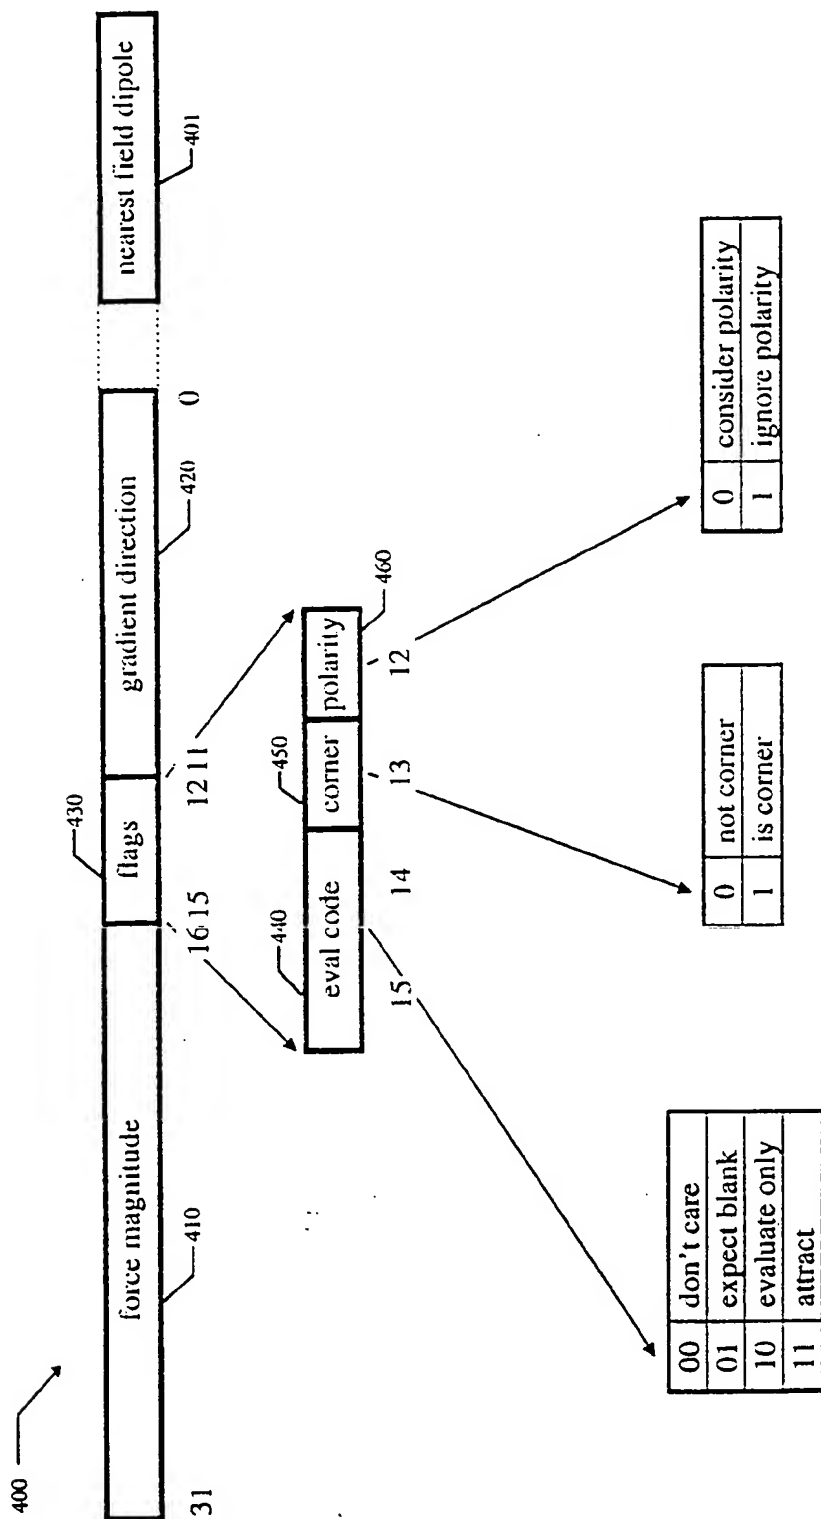 400
force magnitude
430
flags
gradient direction
nearest field dipole
31
410
16 15
12 11
420
0
401
440
450
eval code
corner
polarity
460
15
14
13
12
00 don't care
01 expect blank
10 evaluate only
11 attract
0 not corner
1 is corner
0 consider polarity
1 ignore polarity